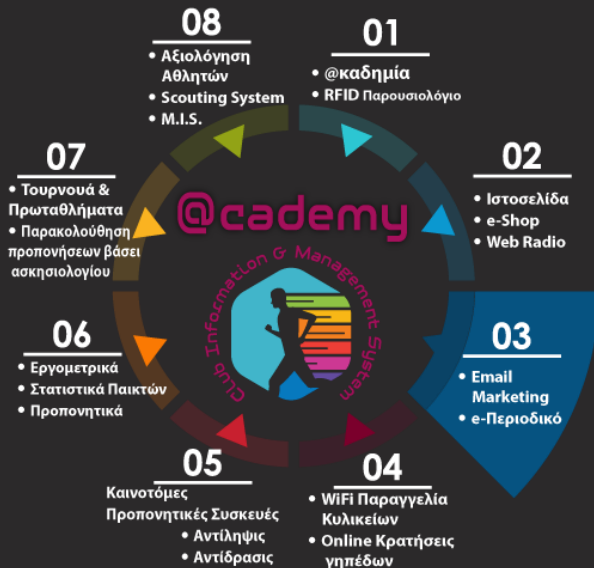 01
• @καδημία
• RFID Παρουσιολόγιο
02
• Ιστοσελίδα
• e-Shop
• Web Radio
03
• Email
Marketing
• e-Περιοδικό
04
• WiFi Παραγγελία
Κυλικείων
• Online Κρατήσεις
γηπέδων
05
Καινοτόμες
Προπονητικές Συσκευές
• Αντίληψις
• Αντίδρασις
06
• Εργομετρικά
• Στατιστικά Παικτών
• Προπονητικά
07
• Τουρνουά &
Πρωταθλήματα
• Παρακολούθηση
προπονήσεων βάσει
ασκησιολογίου
08
• Αξιολόγηση
Αθλητών
• Scouting System
• M.I.S.
@cademy
Club Information & Management System